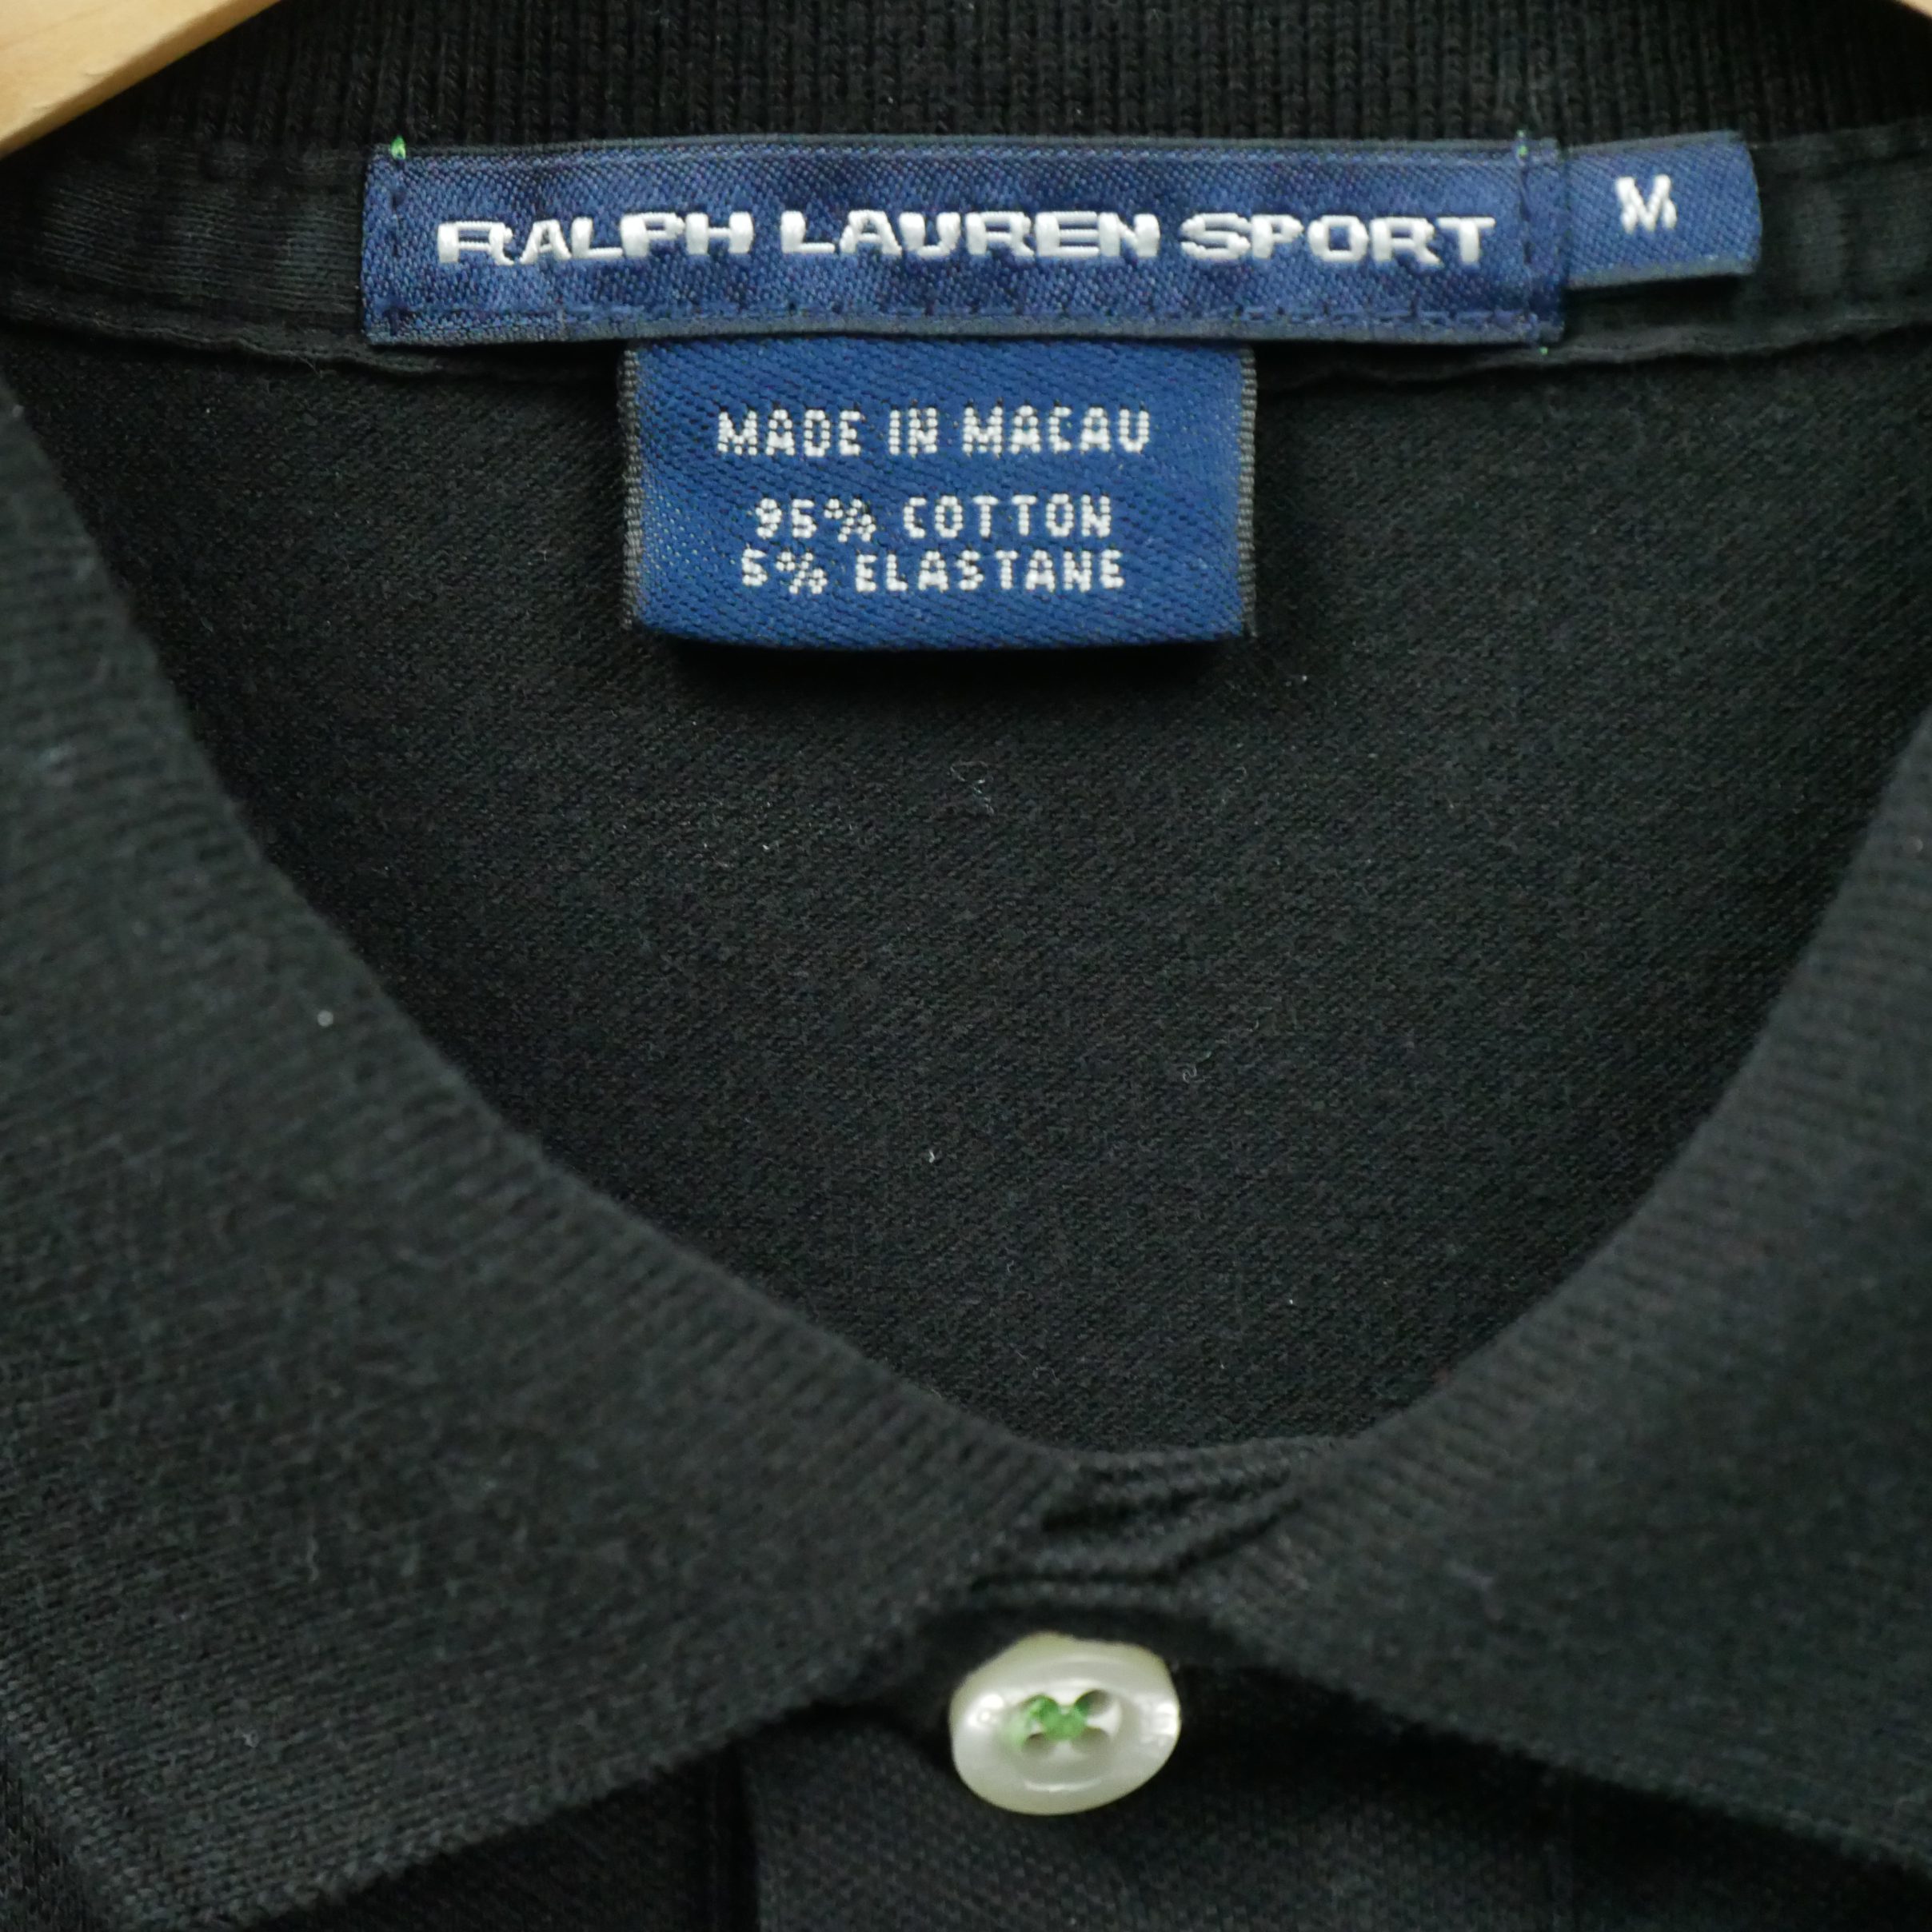 RALPH LAUREN SPORT
M
MADE IN MACAU
95% COTTON
5% ELASTANE